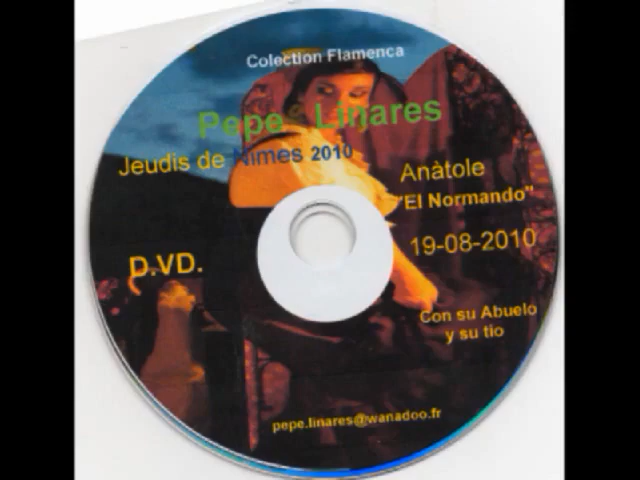 Colection Flamenca
Pepe Linares
Jeudis de Nimes 2010
Anàtole
"El Normando"
D.VD.
19-08-2010
Con su Abuelo
y su tio
pepe.linares@wanadoo.fr